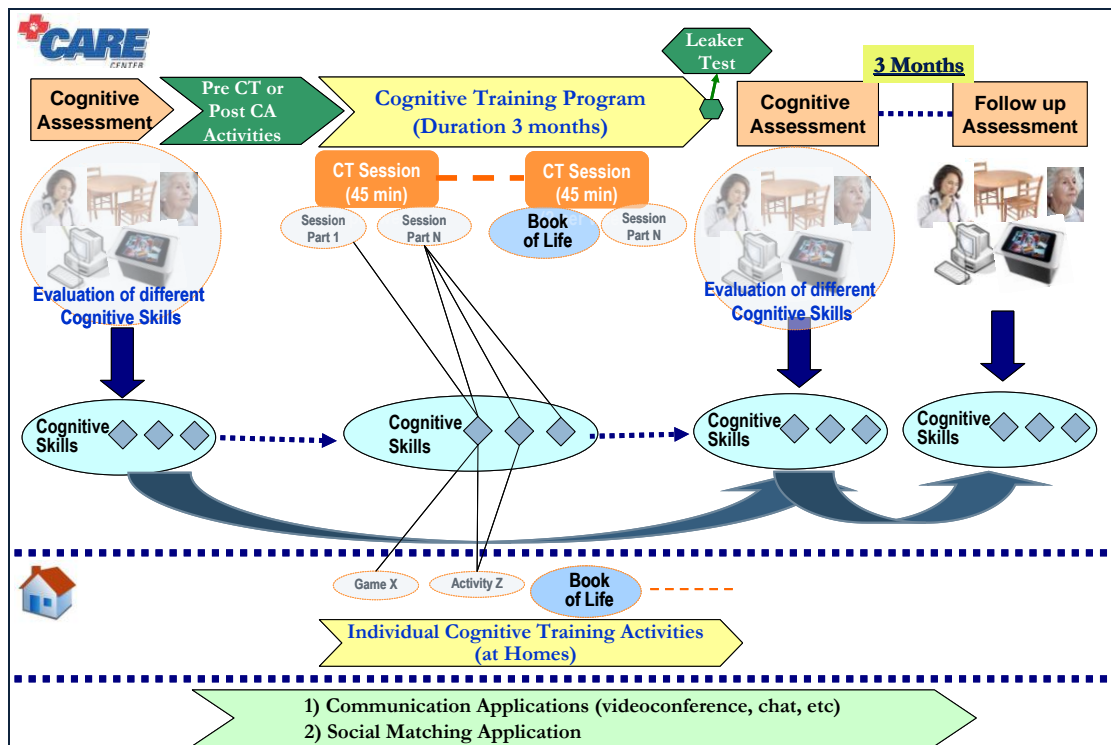 CARE
CENTER
Leaker
Test
3 Months
Cognitive
Assessment
Pre CT or
Post CA
Activities
Cognitive Training Program
(Duration 3 months)
Cognitive
Assessment
Follow up
Assessment
CT Session
(45 min)
CT Session
(45 min)
Session
Part 1
Session
Part N
Book
of Life
Session
Part N
Evaluation of different
Cognitive Skills
Evaluation of different
Cognitive Skills
Cognitive
Skills
Cognitive
Skills
Cognitive
Skills
Cognitive
Skills
Game X
Activity Z
Book
of Life
Individual Cognitive Training Activities
(at Homes)
1) Communication Applications (videoconference, chat, etc)
2) Social Matching Application